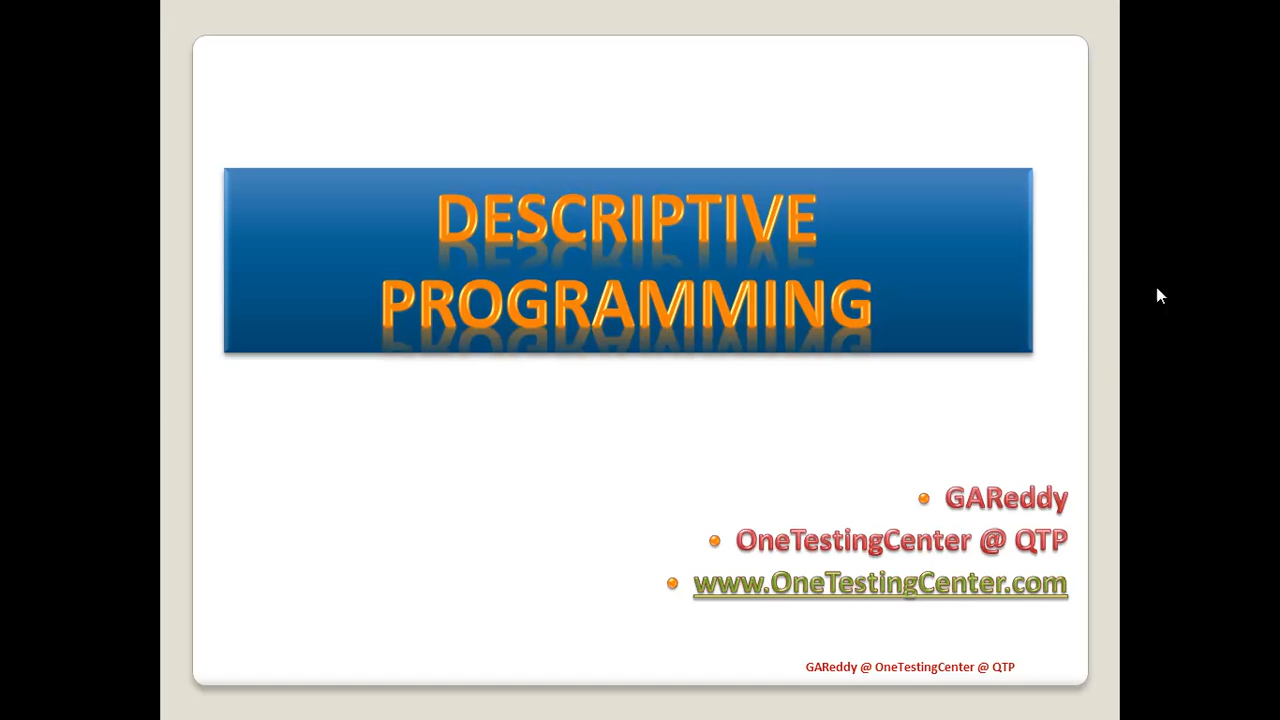 DESCRIPTIVE
PROGRAMMING
GAReddy
OneTestingCenter @ QTP
www.OneTestingCenter.com
GAReddy @ OneTestingCenter @ QTP